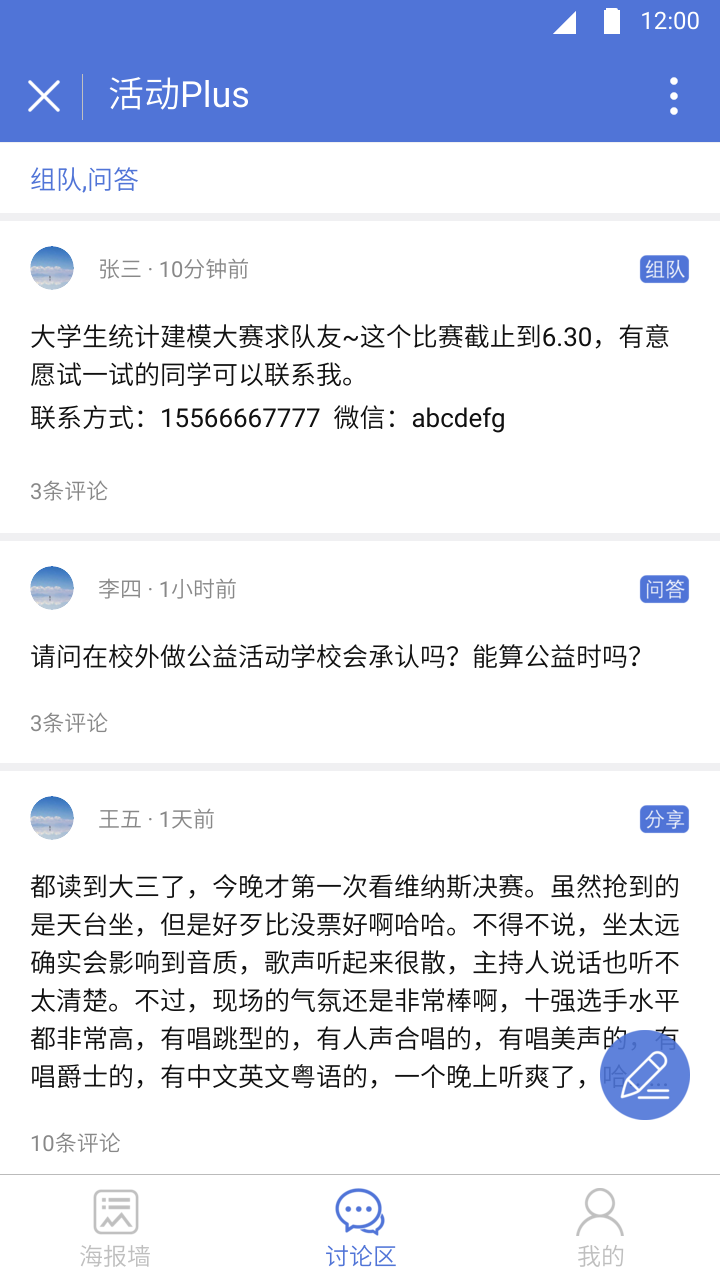 12:00
活动Plus
组队,问答
张三 · 10分钟前
组队
大学生统计建模大赛求队友~这个比赛截止到6.30，有意
愿试一试的同学可以联系我。
联系方式：15566667777 微信：abcdefg
3条评论
李四 · 1小时前
问答
请问在校外做公益活动学校会承认吗？能算公益时吗？
3条评论
王五 · 1天前
分享
都读到大三了，今晚才第一次看维纳斯决赛。虽然抢到的
是天台坐，但是好歹比没票好啊哈哈。不得不说，坐太远
确实会影响到音质，歌声听起来很散，主持人说话也听不
太清楚。不过，现场的气氛还是非常棒啊，十强选手水平
都非常高，有唱跳型的，有人声合唱的，有唱美声的，有
唱爵士的，有中文英文粤语的，一个晚上听爽了，哈
10条评论
海报墙
讨论区
我的